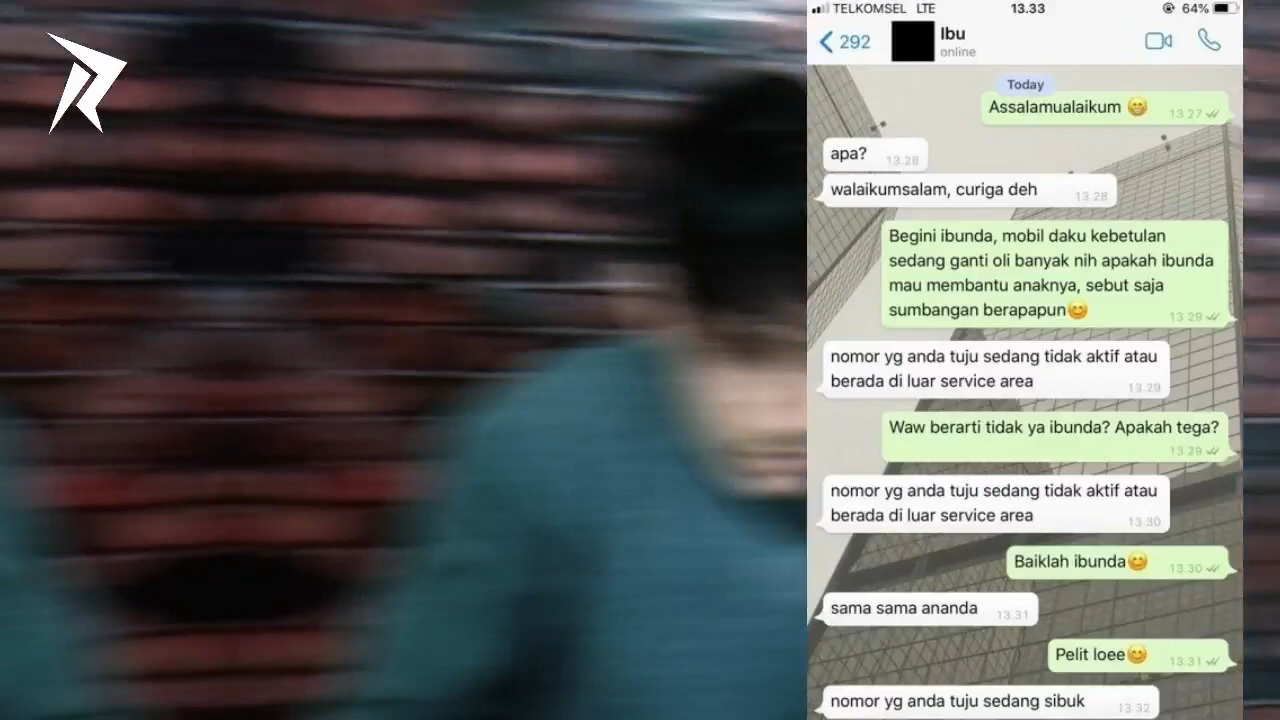 TELKOMSEL LTE 13.33 64%
292 Ibu
online
Today
Assalamualaikum 😁 13.27
apa? 13.28
walaikumsalam, curiga deh 13.28
Begini ibunda, mobil daku kebetulan
sedang ganti oli banyak nih apakah ibunda
mau membantu anaknya, sebut saja
sumbangan berapapun😊 13.29
nomor yg anda tuju sedang tidak aktif atau
berada di luar service area 13.29
Waw berarti tidak ya ibunda? Apakah tega?
13.29
nomor yg anda tuju sedang tidak aktif atau
berada di luar service area 13.30
Baiklah ibunda😊 13.30
sama sama ananda 13.31
Pelit loee😊 13.31
nomor yg anda tuju sedang sibuk 13.32